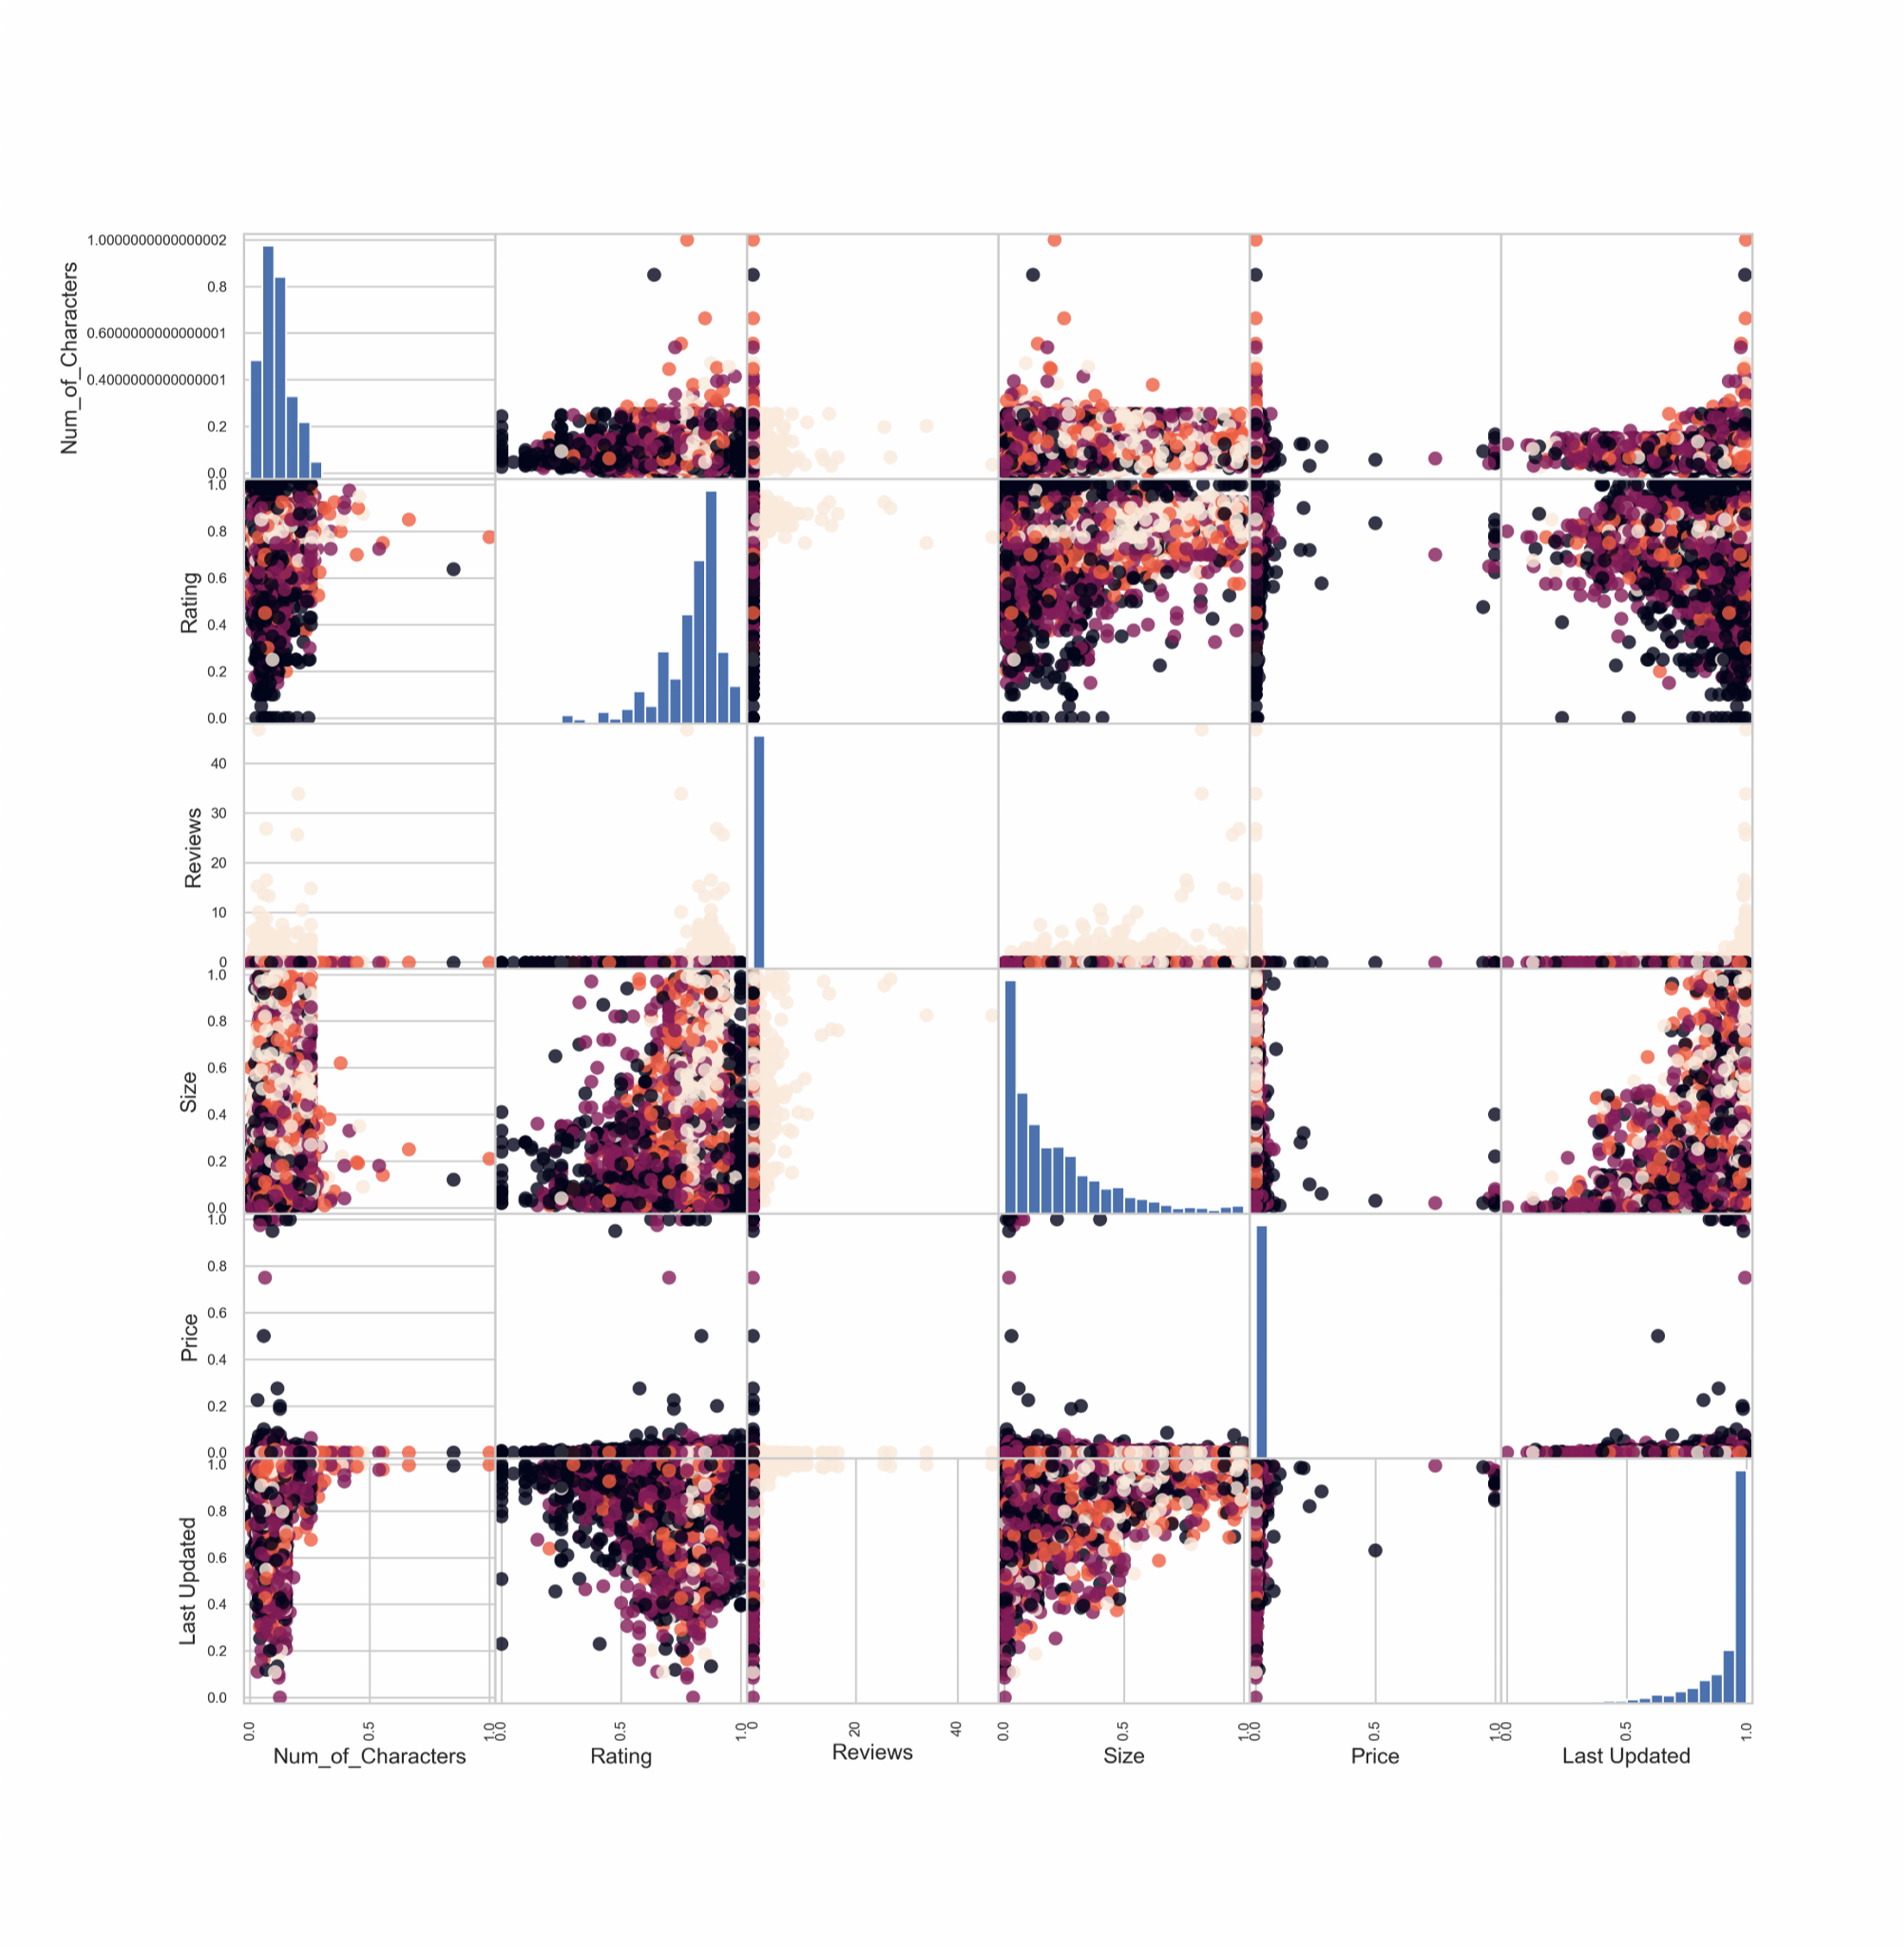 1.0000000000000002
0.8
0.6000000000000001
0.4000000000000001
0.2
0.0
Num_of_Characters
1.0
0.8
0.6
0.4
0.2
0.0
Rating
40
30
20
10
0
Reviews
1.0
0.8
0.6
0.4
0.2
0.0
Size
1.0
0.8
0.6
0.4
0.2
0.0
Price
1.0
0.8
0.6
0.4
0.2
0.0
Last Updated
0.0 0.5 1.0
0.0 0.5 1.0
0 20 40
0.0 0.5 1.0
0.0 0.5 1.0
0.0 0.5 1.0
Num_of_Characters Rating Reviews Size Price Last Updated